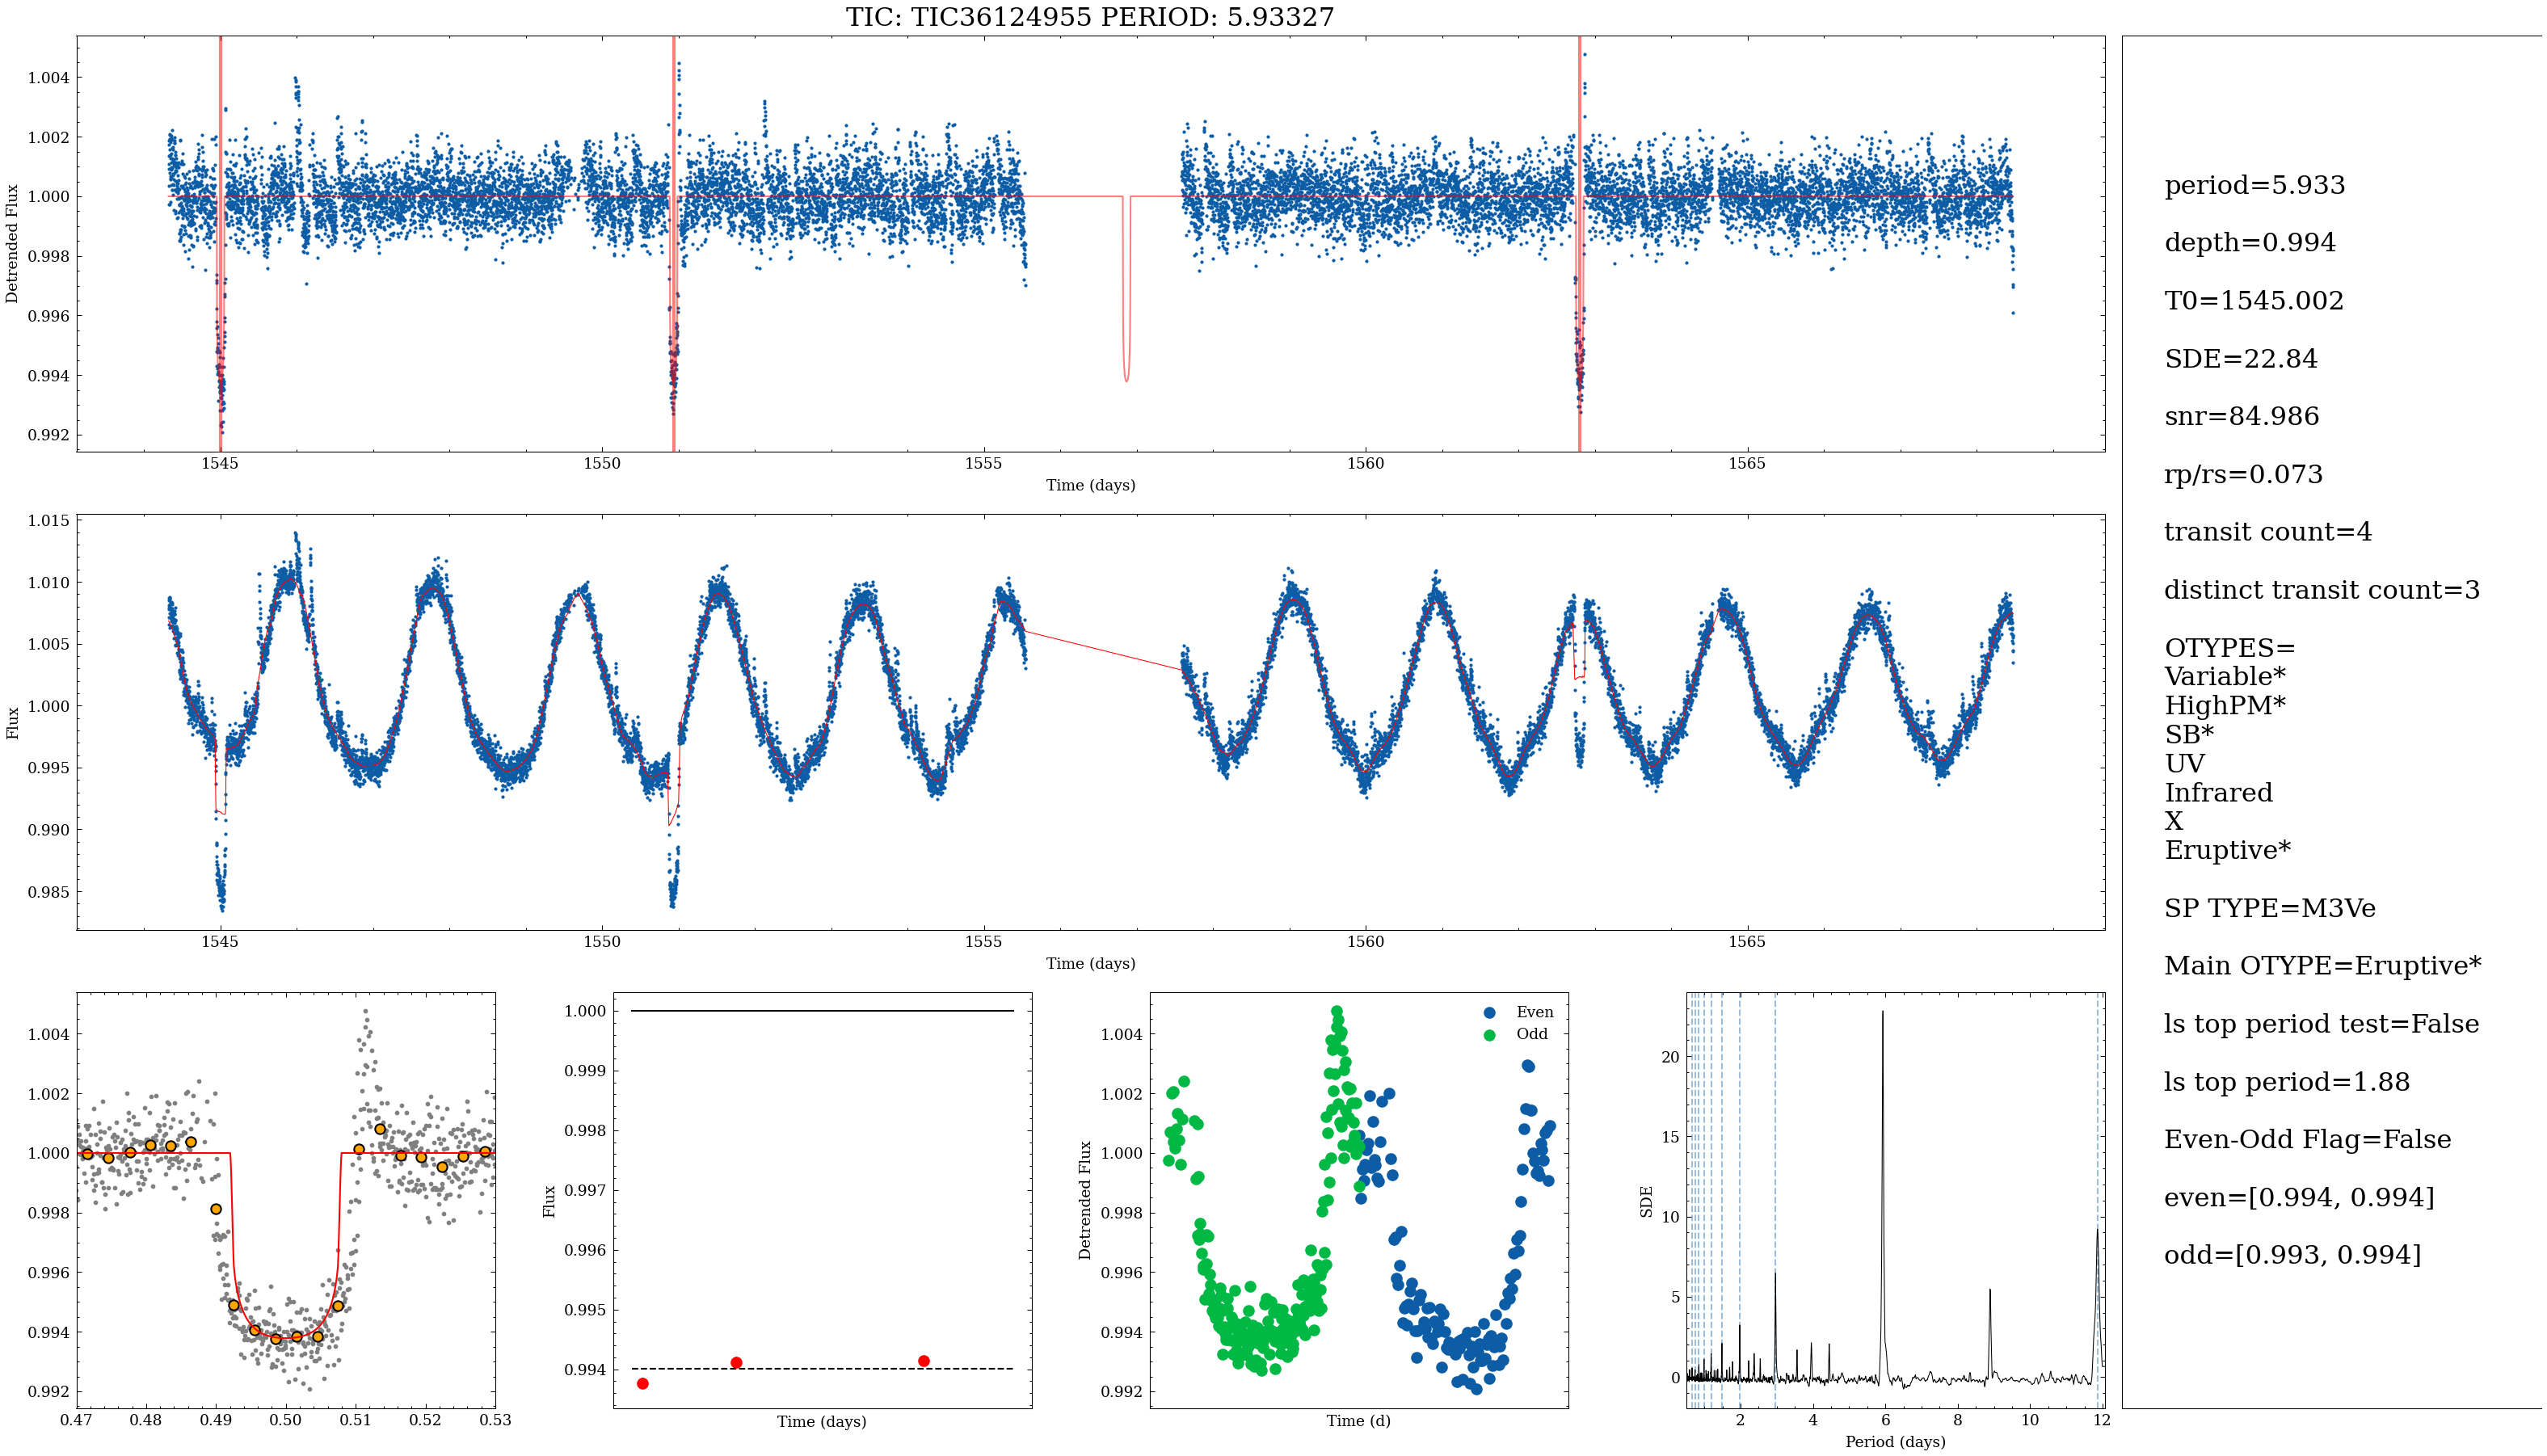 TIC: TIC36124955 PERIOD: 5.93327
1.004
1.002
1.000
0.998
0.996
0.994
0.992
Detrended Flux
1545
1550
1555
1560
1565
Time (days)
1.015
1.010
1.005
1.000
0.995
0.990
0.985
Flux
1545
1550
1555
1560
1565
Time (days)
1.004
1.002
1.000
0.998
0.996
0.994
0.992
0.47
0.48
0.49
0.50
0.51
0.52
0.53
1.000
0.999
0.998
0.997
0.996
0.995
0.994
Flux
Time (days)
Even
Odd
1.004
1.002
1.000
0.998
0.996
0.994
0.992
Detrended Flux
Time (d)
20
15
10
5
0
SDE
2
4
6
8
10
12
Period (days)
period=5.933
depth=0.994
T0=1545.002
SDE=22.84
snr=84.986
rp/rs=0.073
transit count=4
distinct transit count=3
OTYPES=
Variable*
HighPM*
SB*
UV
Infrared
X
Eruptive*
SP TYPE=M3Ve
Main OTYPE=Eruptive*
ls top period test=False
ls top period=1.88
Even-Odd Flag=False
even=[0.994, 0.994]
odd=[0.993, 0.994]